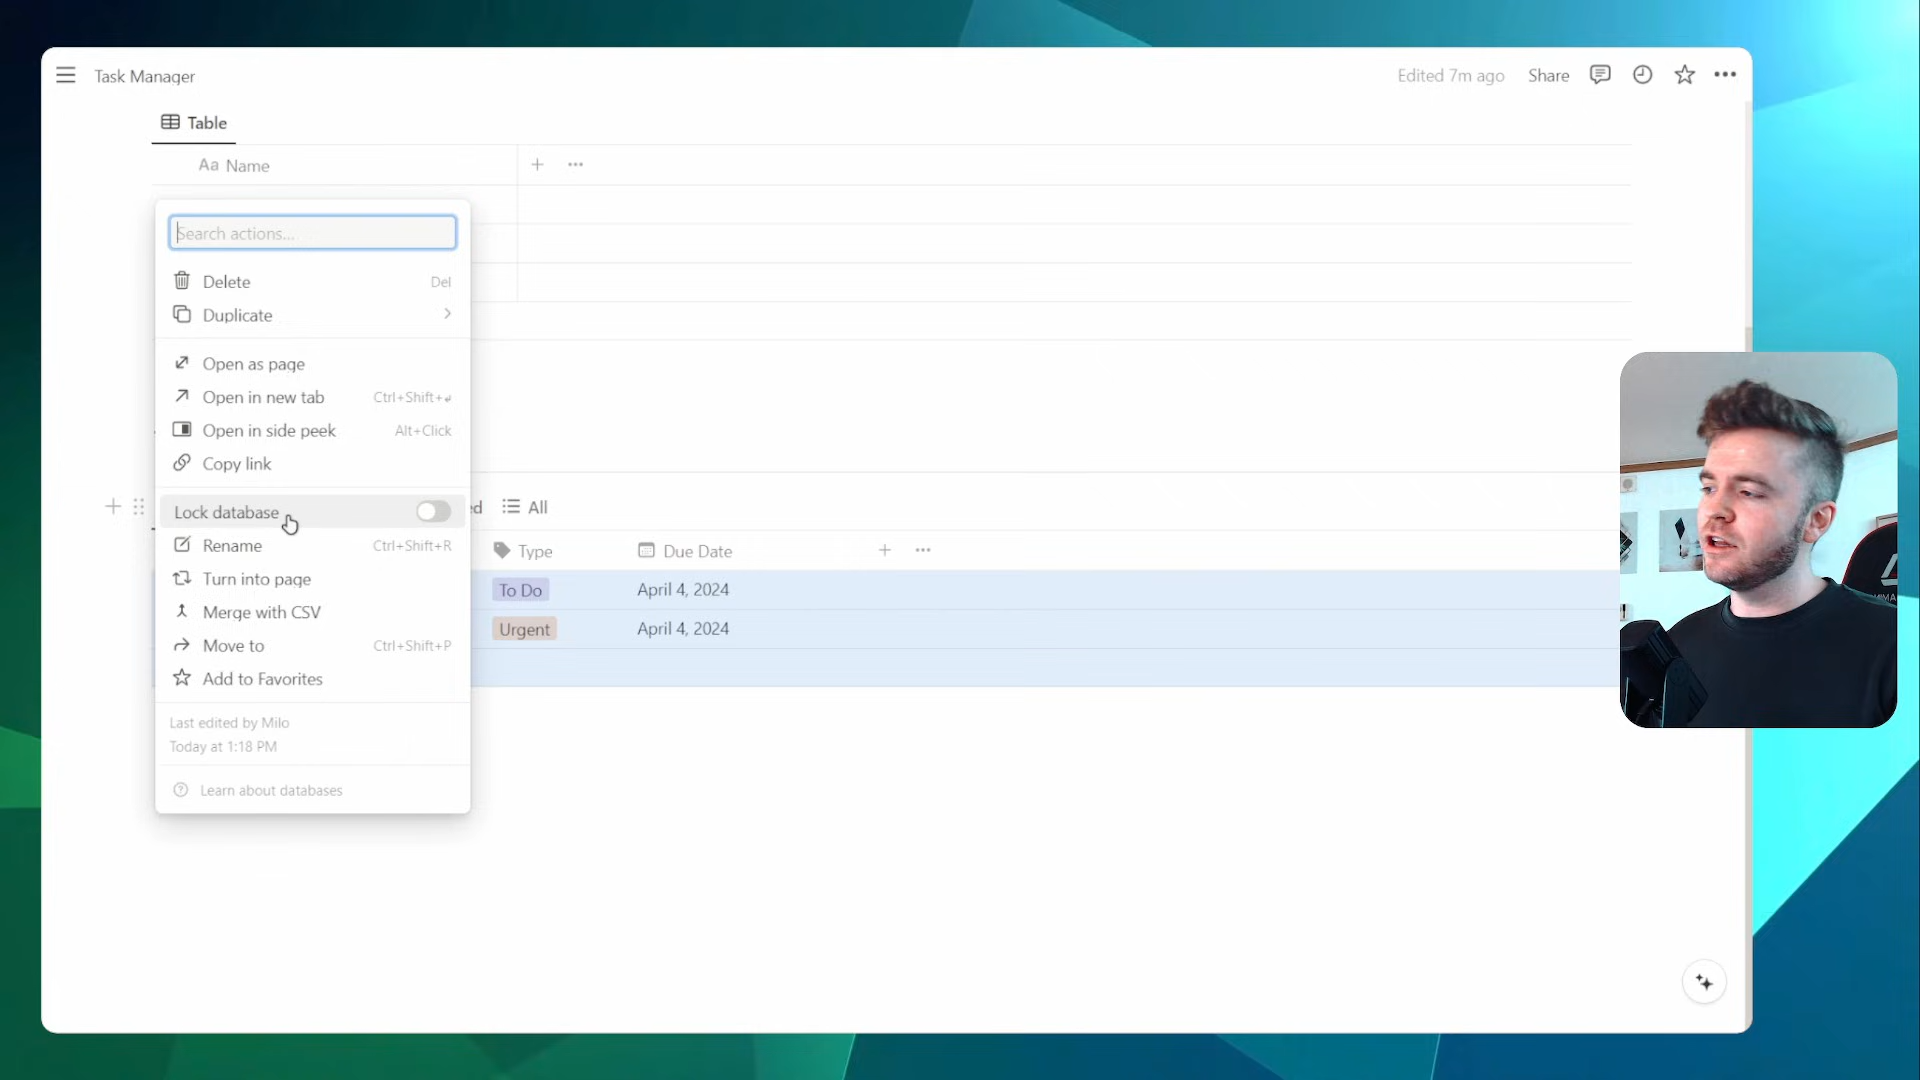 Task Manager
Edited 7m ago
Share
Table
Aa Name
Search actions...
Delete
Del
Duplicate
Open as page
Open in new tab
Ctrl+Shift+↲
Open in side peek
Alt+Click
Copy link
Lock database
All
Rename
Ctrl+Shift+R
Type
Due Date
Turn into page
To Do
April 4, 2024
Merge with CSV
Urgent
April 4, 2024
Move to
Ctrl+Shift+P
Add to Favorites
Last edited by Milo
Today at 1:18 PM
Learn about databases